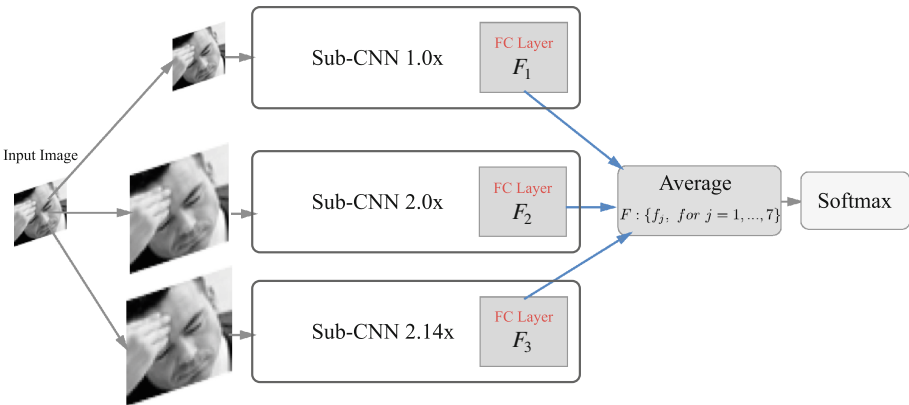 Input Image
Sub-CNN 1.0x
FC Layer
F₁
Sub-CNN 2.0x
FC Layer
F₂
Sub-CNN 2.14x
FC Layer
F₃
Average
F : {fⱼ, for j = 1, ..., 7}
Softmax